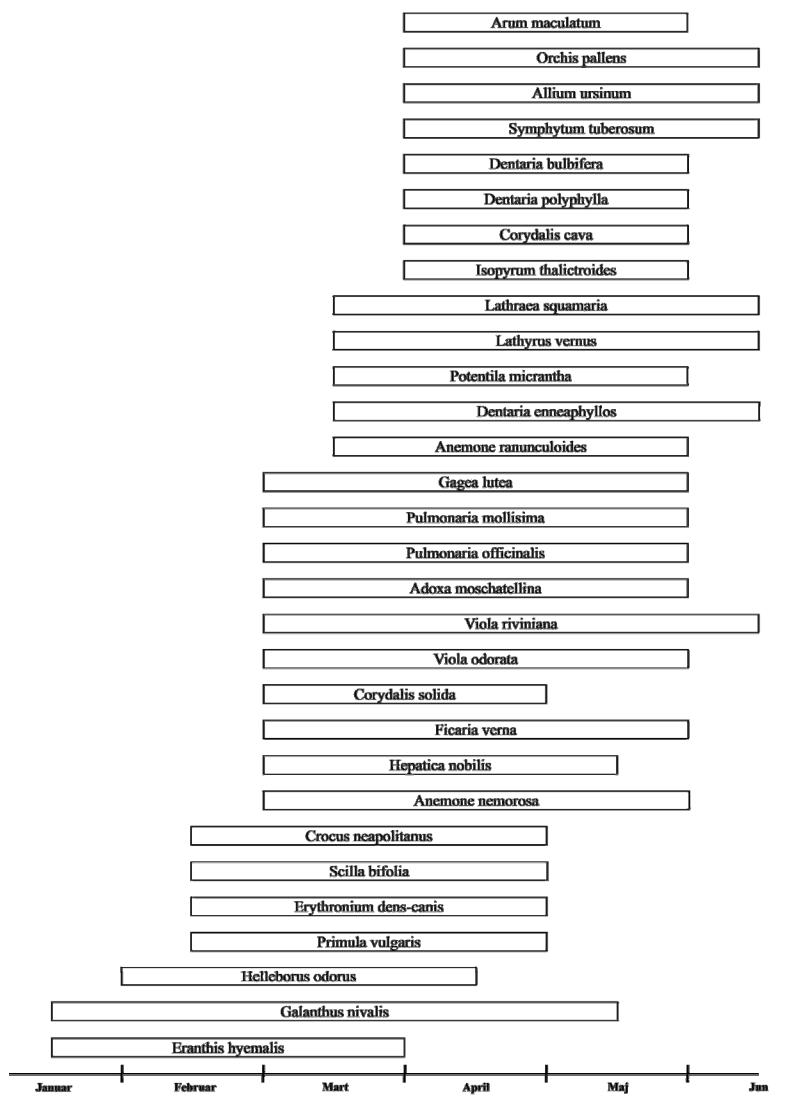 Arum maculatum
Orchis pallens
Allium ursinum
Symphytum tuberosum
Dentaria bulbifera
Dentaria polyphylla
Corydalis cava
Isopyrum thalictroides
Lathraea squamaria
Lathyrus vernus
Potentila micrantha
Dentaria enneaphyllos
Anemone ranunculoides
Gagea lutea
Pulmonaria mollisima
Pulmonaria officinalis
Adoxa moschatellina
Viola riviniana
Viola odorata
Corydalis solida
Ficaria verna
Hepatica nobilis
Anemone nemorosa
Crocus neapolitanus
Scilla bifolia
Erythronium dens-canis
Primula vulgaris
Helleborus odorus
Galanthus nivalis
Eranthis hyemalis
Januar Februar Mart April Maj Jun